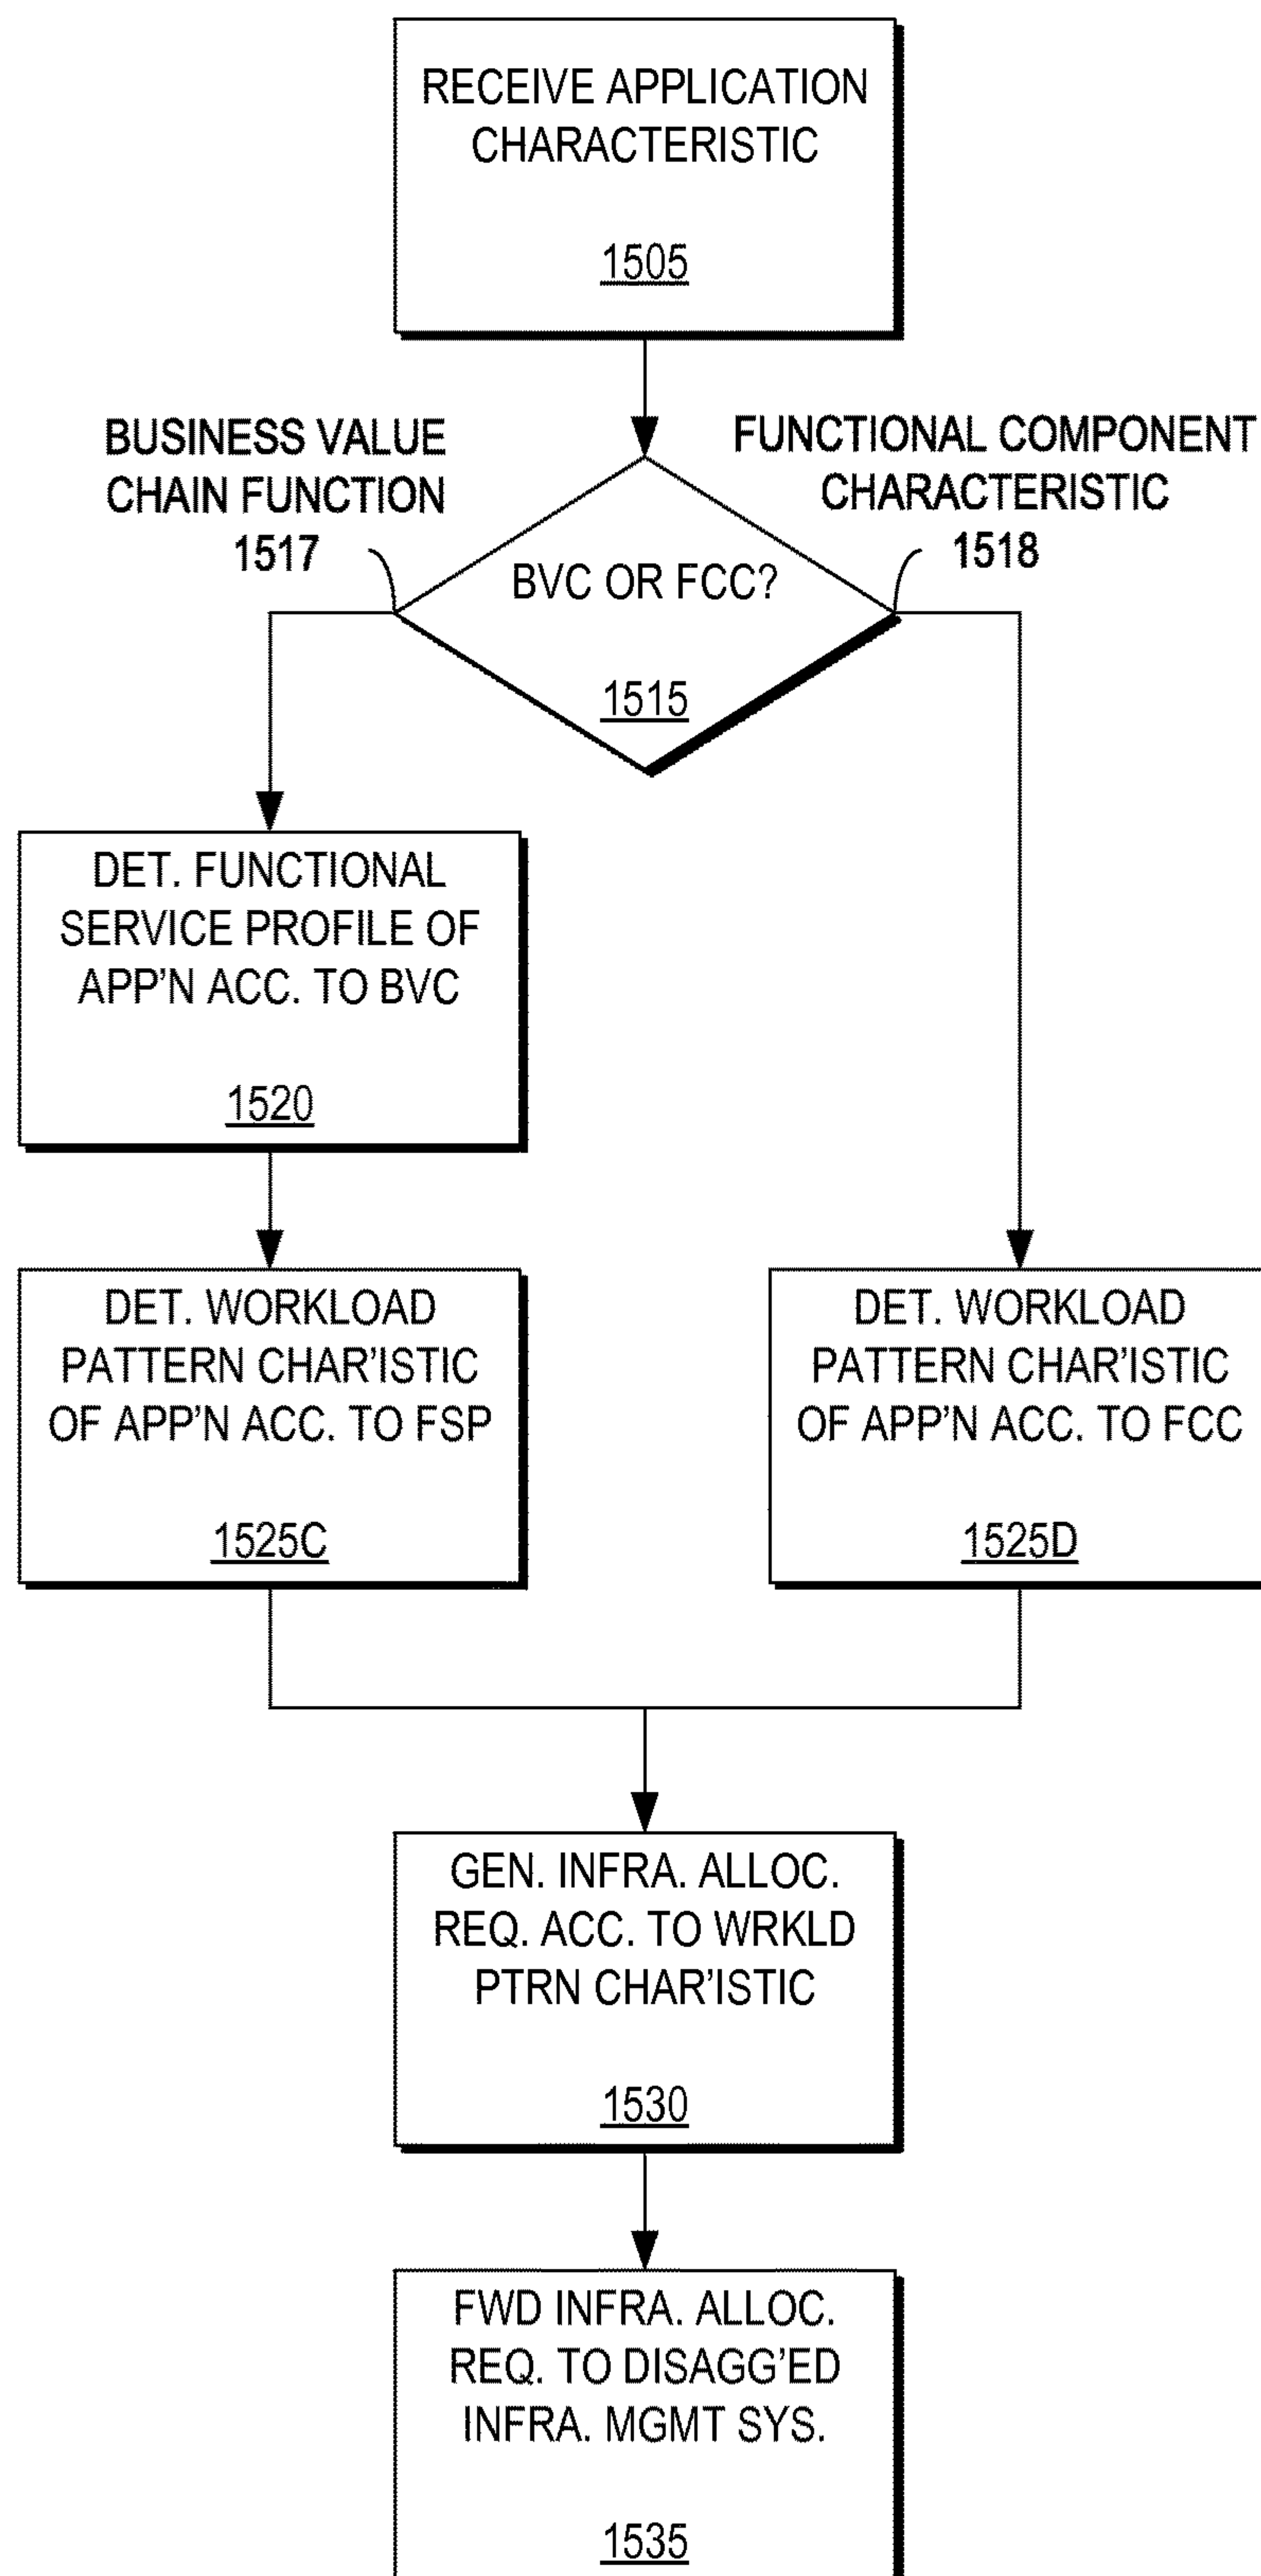 RECEIVE APPLICATION
CHARACTERISTIC
1505
BUSINESS VALUE
CHAIN FUNCTION
1517
FUNCTIONAL COMPONENT
CHARACTERISTIC
1518
BVC OR FCC?
1515
DET. FUNCTIONAL
SERVICE PROFILE OF
APP'N ACC. TO BVC
1520
DET. WORKLOAD
PATTERN CHAR'ISTIC
OF APP'N ACC. TO FSP
1525C
DET. WORKLOAD
PATTERN CHAR'ISTIC
OF APP'N ACC. TO FCC
1525D
GEN. INFRA. ALLOC.
REQ. ACC. TO WRKLD
PTRN CHAR'ISTIC
1530
FWD INFRA. ALLOC.
REQ. TO DISAGG'ED
INFRA. MGMT SYS.
1535